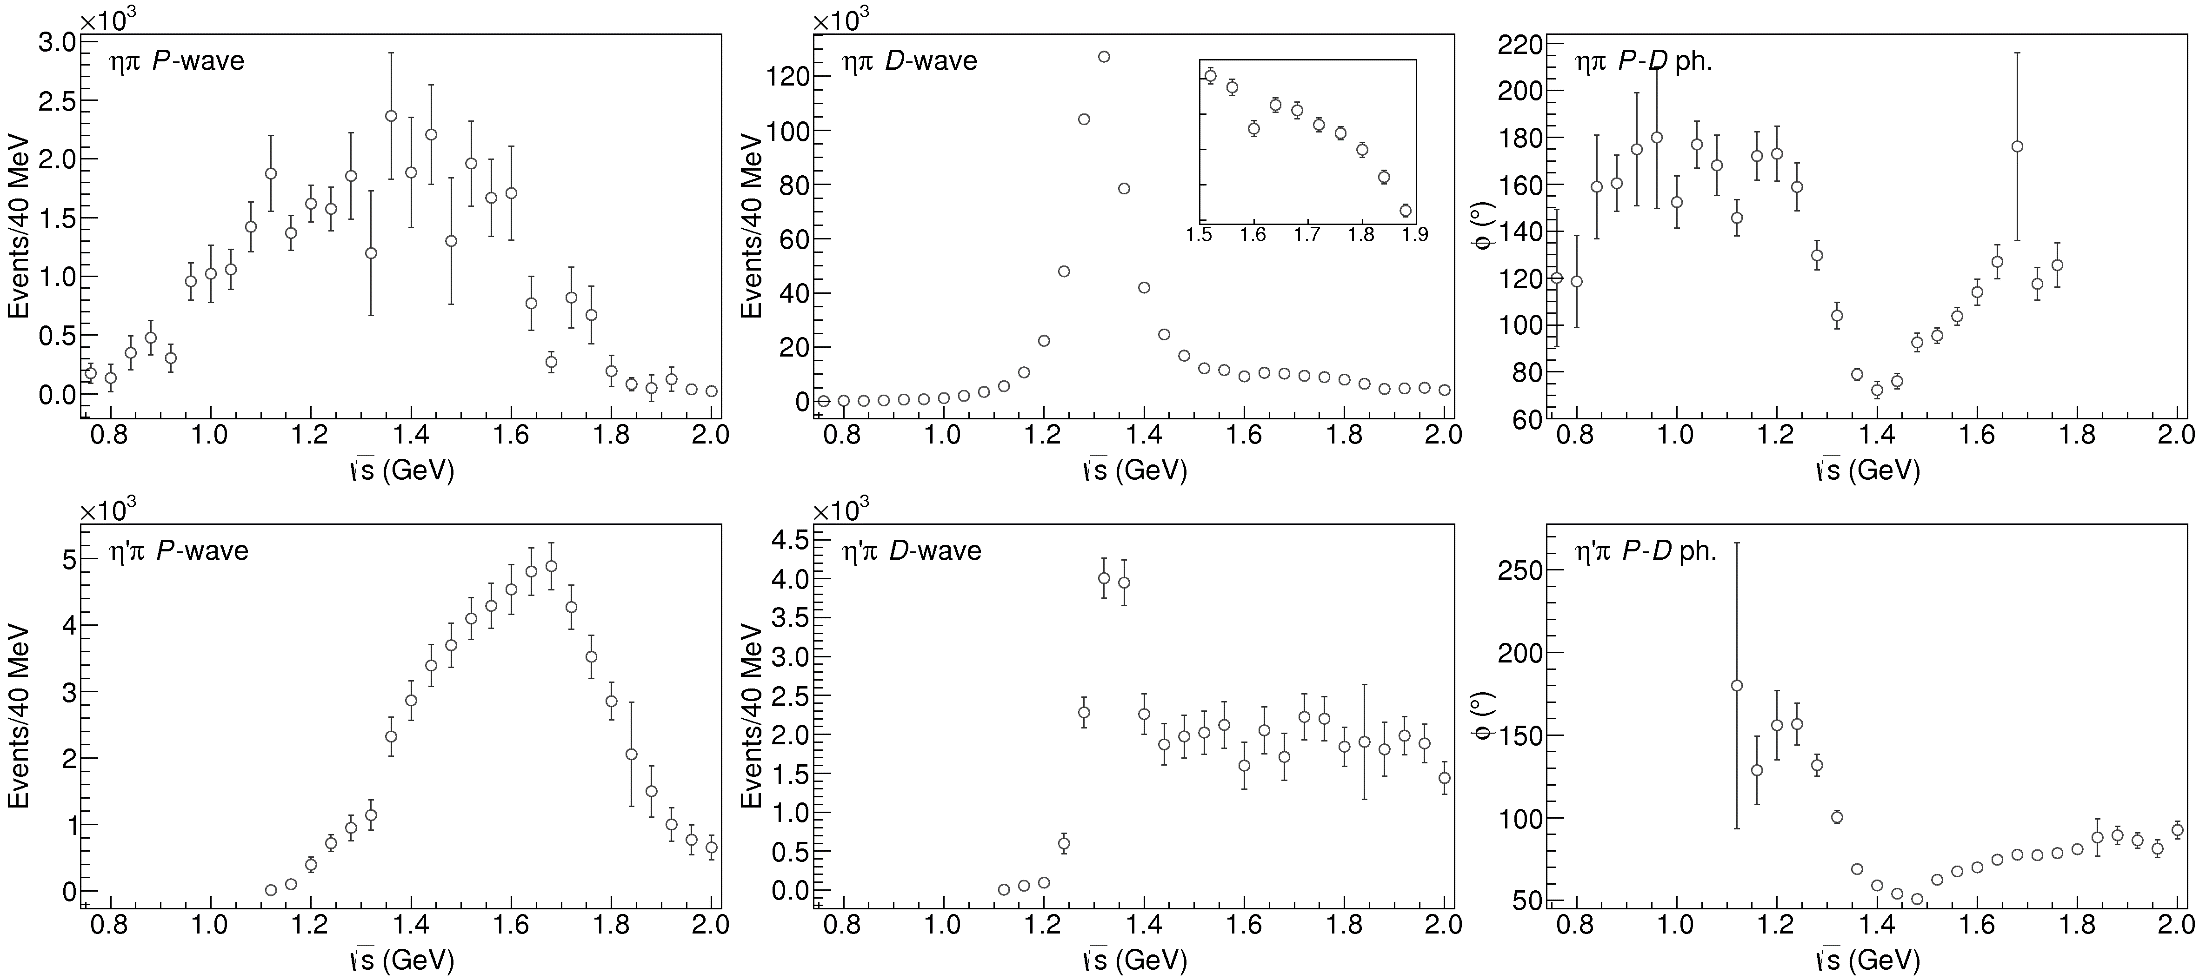 ×10³
ηπ P-wave
Events/40 MeV
3.0
2.5
2.0
1.5
1.0
0.5
0.0
0.8 1.0 1.2 1.4 1.6 1.8 2.0
√s (GeV)
×10³
ηπ D-wave
Events/40 MeV
120
100
80
60
40
20
0
1.5 1.6 1.7 1.8 1.9
0.8 1.0 1.2 1.4 1.6 1.8 2.0
√s (GeV)
ηπ P-D ph.
ϕ (°)
220
200
180
160
140
120
100
80
60
0.8 1.0 1.2 1.4 1.6 1.8 2.0
√s (GeV)
×10³
η'π P-wave
Events/40 MeV
5
4
3
2
1
0
0.8 1.0 1.2 1.4 1.6 1.8 2.0
√s (GeV)
×10³
η'π D-wave
Events/40 MeV
4.5
4.0
3.5
3.0
2.5
2.0
1.5
1.0
0.5
0.0
0.8 1.0 1.2 1.4 1.6 1.8 2.0
√s (GeV)
η'π P-D ph.
ϕ (°)
250
200
150
100
50
0.8 1.0 1.2 1.4 1.6 1.8 2.0
√s (GeV)